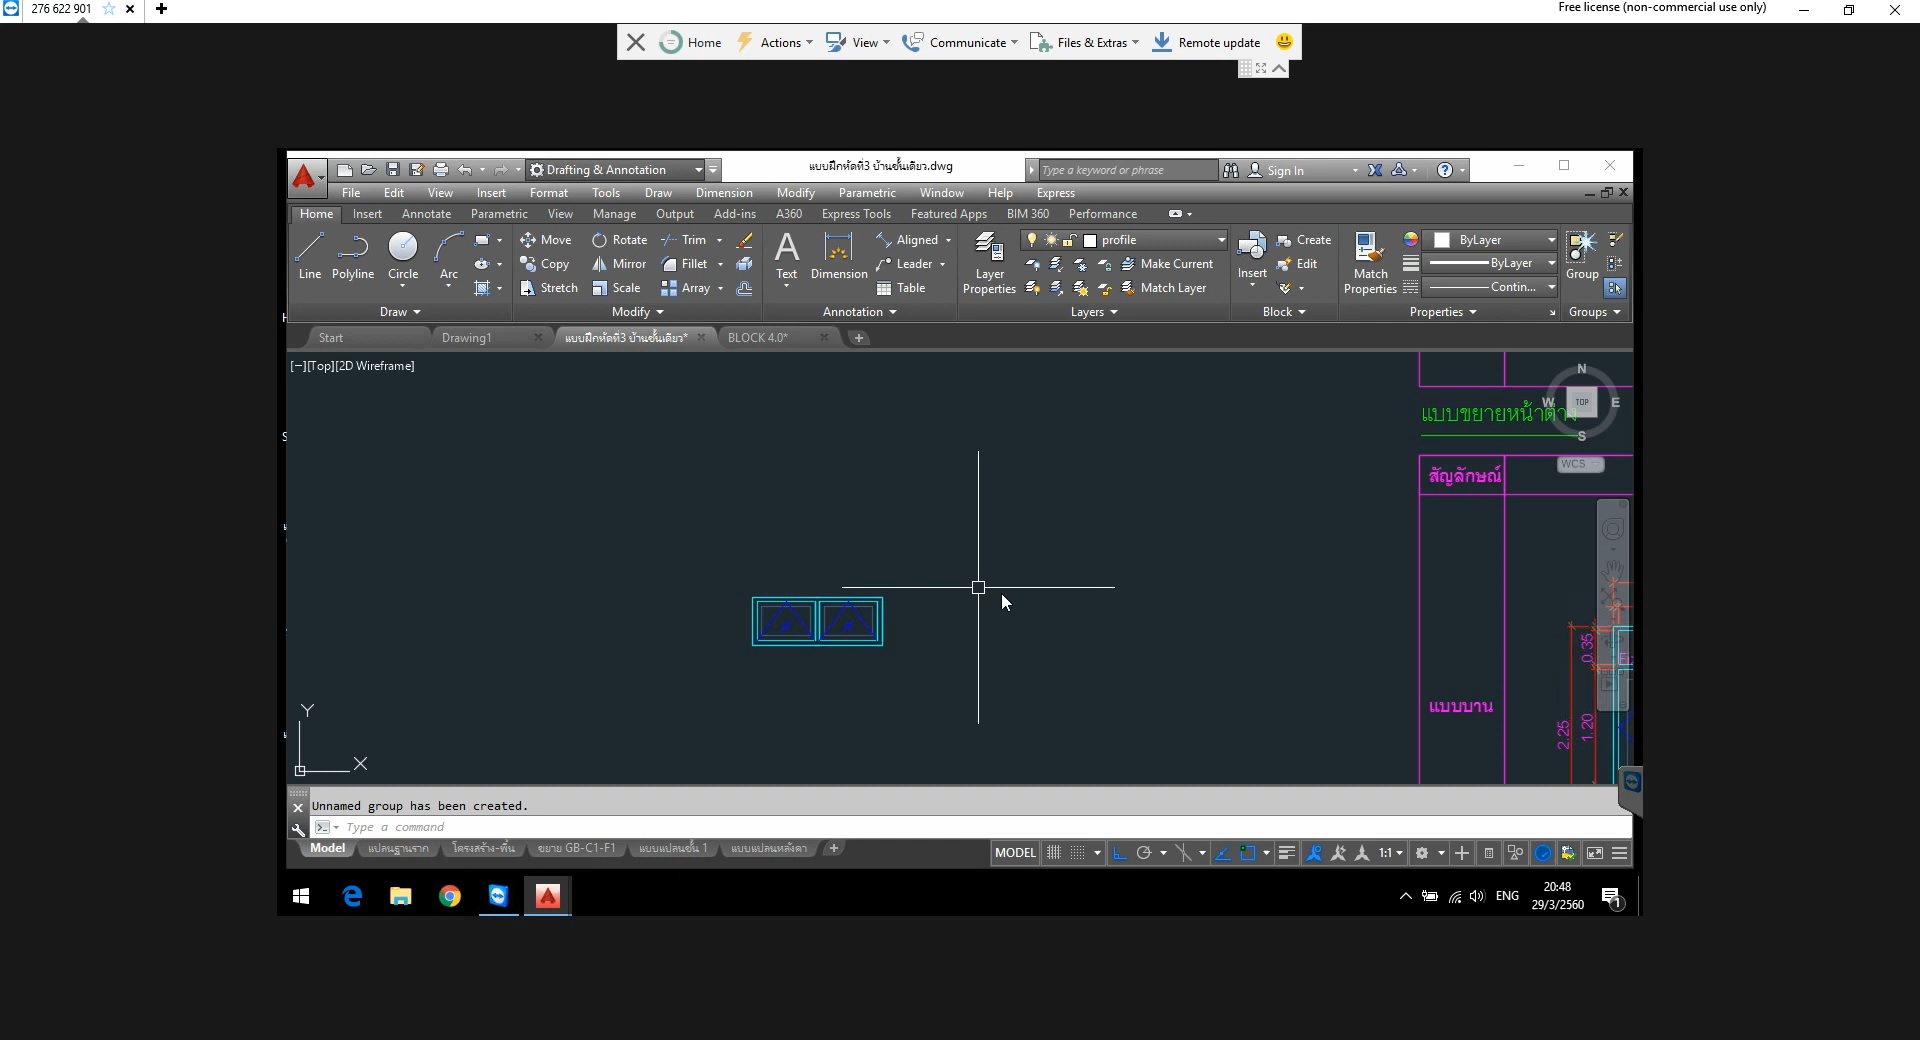 276 622 901
Free license (non-commercial use only)
Home Actions View Communicate Files & Extras Remote update
Drafting & Annotation
แบบฝึกหัดที่3 บ้านชั้นเดียว.dwg
Type a keyword or phrase
Sign In
File Edit View Insert Format Tools Draw Dimension Modify Parametric Window Help Express
Home Insert Annotate Parametric View Manage Output Add-ins A360 Express Tools Featured Apps BIM 360 Performance
Move Rotate Trim Aligned profile Create ByLayer
Copy Mirror Fillet Leader Make Current Edit ByLayer
Line Polyline Circle Arc Text Dimension Layer Properties Insert Match Properties Group
Stretch Scale Array Table Match Layer Contin...
Draw Modify Annotation Layers Block Properties Groups
Start Drawing1 แบบฝึกหัดที่3 บ้านชั้นเดียว* BLOCK 4.0*
[−][Top][2D Wireframe]
N
W TOP E
S
แบบขยายหน้าต่าง
WCS
สัญลักษณ์
0.35
แบบบาน
2.25
1.20
Y
X
Unnamed group has been created.
Type a command
Model แปลนฐานราก โครงสร้าง-พื้น ขยาย GB-C1-F1 แบบแปลนชั้น 1 แบบแปลนหลังคา
MODEL 1:1
ENG
20:48
29/3/2560
1